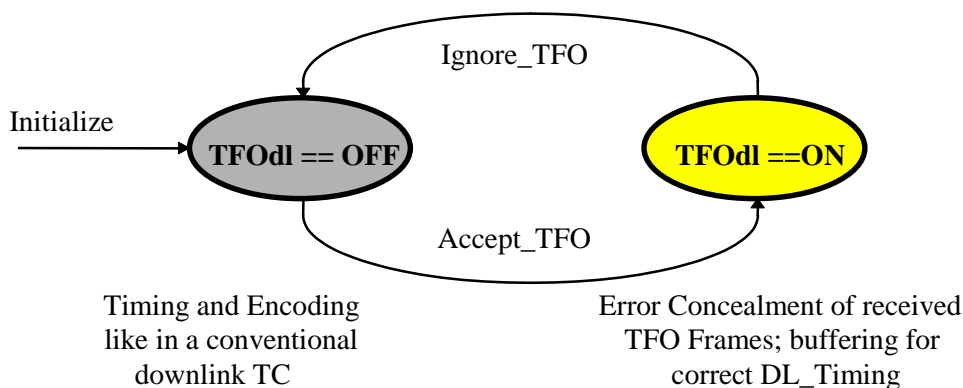 Ignore_TFO
Initialize
TFOdl == OFF
TFOdl ==ON
Accept_TFO
Timing and Encoding
like in a conventional
downlink TC
Error Concealment of received
TFO Frames; buffering for
correct DL_Timing